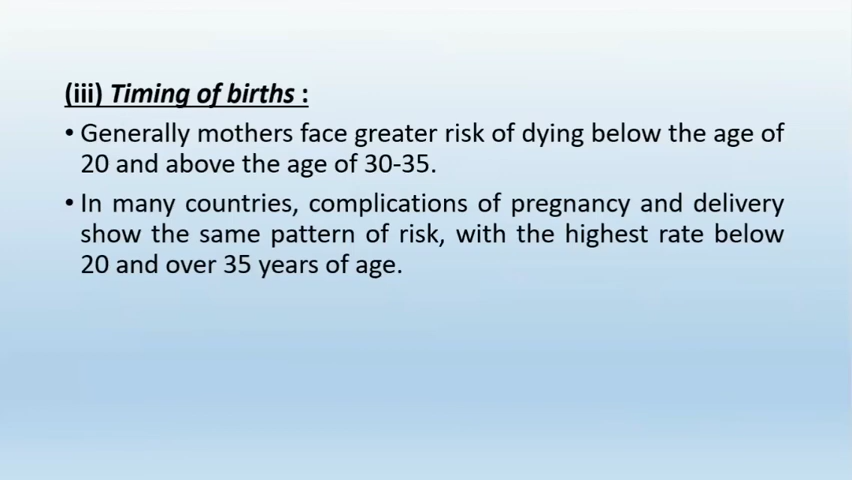 (iii) Timing of births :
• Generally mothers face greater risk of dying below the age of
20 and above the age of 30-35.
• In many countries, complications of pregnancy and delivery
show the same pattern of risk, with the highest rate below
20 and over 35 years of age.